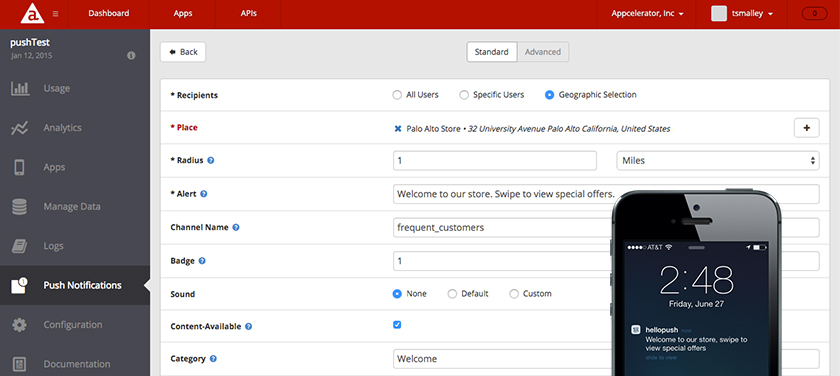 a Dashboard Apps APIs Appcelerator, Inc tsmalley 0
pushTest
Jan 12, 2015
Usage
Analytics
Apps
Manage Data
Logs
1
Push Notifications
Configuration
Documentation
Back Standard Advanced
* Recipients All Users Specific Users Geographic Selection
* Place Palo Alto Store • 32 University Avenue Palo Alto California, United States
* Radius ? 1 Miles
* Alert ? Welcome to our store. Swipe to view special offers.
Channel Name ? frequent_customers
Badge ? 1
Sound None Default Custom
Content-Available ?
Category ? Welcome
AT&T
2:48
Friday, June 27
hellopush now
Welcome to our store, swipe to
view special offers
slide to view